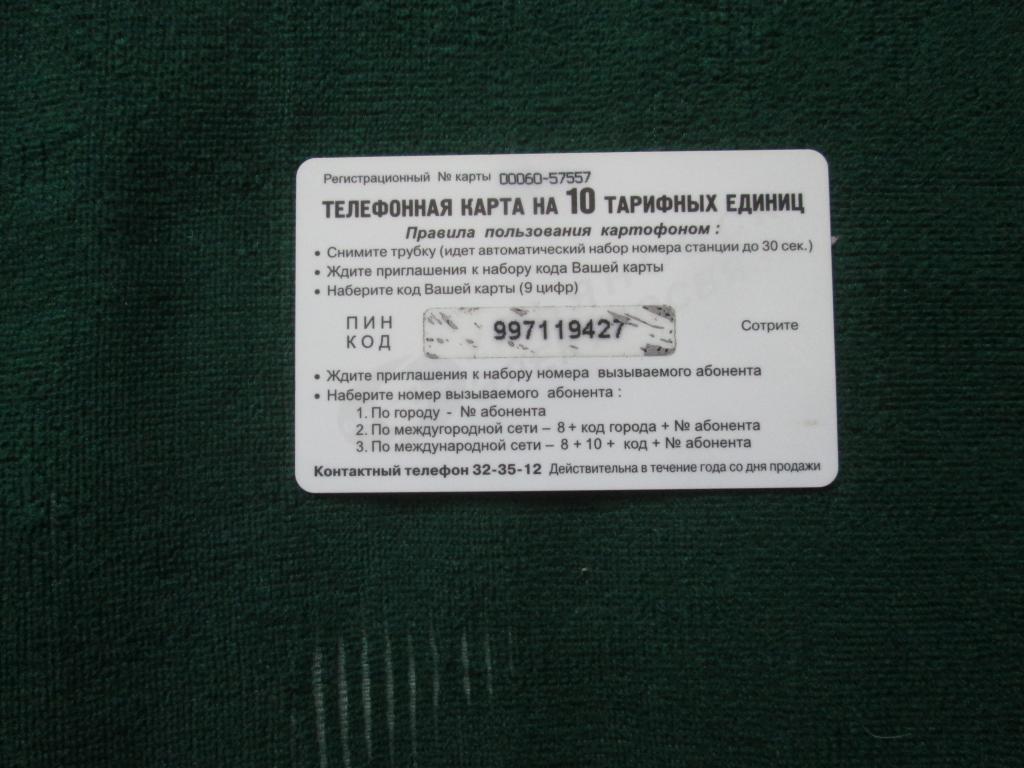 Регистрационный № карты 00060-57557
ТЕЛЕФОННАЯ КАРТА НА 10 ТАРИФНЫХ ЕДИНИЦ
Правила пользования картофоном :
• Снимите трубку (идет автоматический набор номера станции до 30 сек.)
• Ждите приглашения к набору кода Вашей карты
• Наберите код Вашей карты (9 цифр)
ПИН
КОД
997119427
Сотрите
• Ждите приглашения к набору номера вызываемого абонента
• Наберите номер вызываемого абонента :
1. По городу - № абонента
2. По междугородной сети – 8 + код города + № абонента
3. По международной сети – 8 + 10 + код + № абонента
Контактный телефон 32-35-12 Действительна в течение года со дня продажи